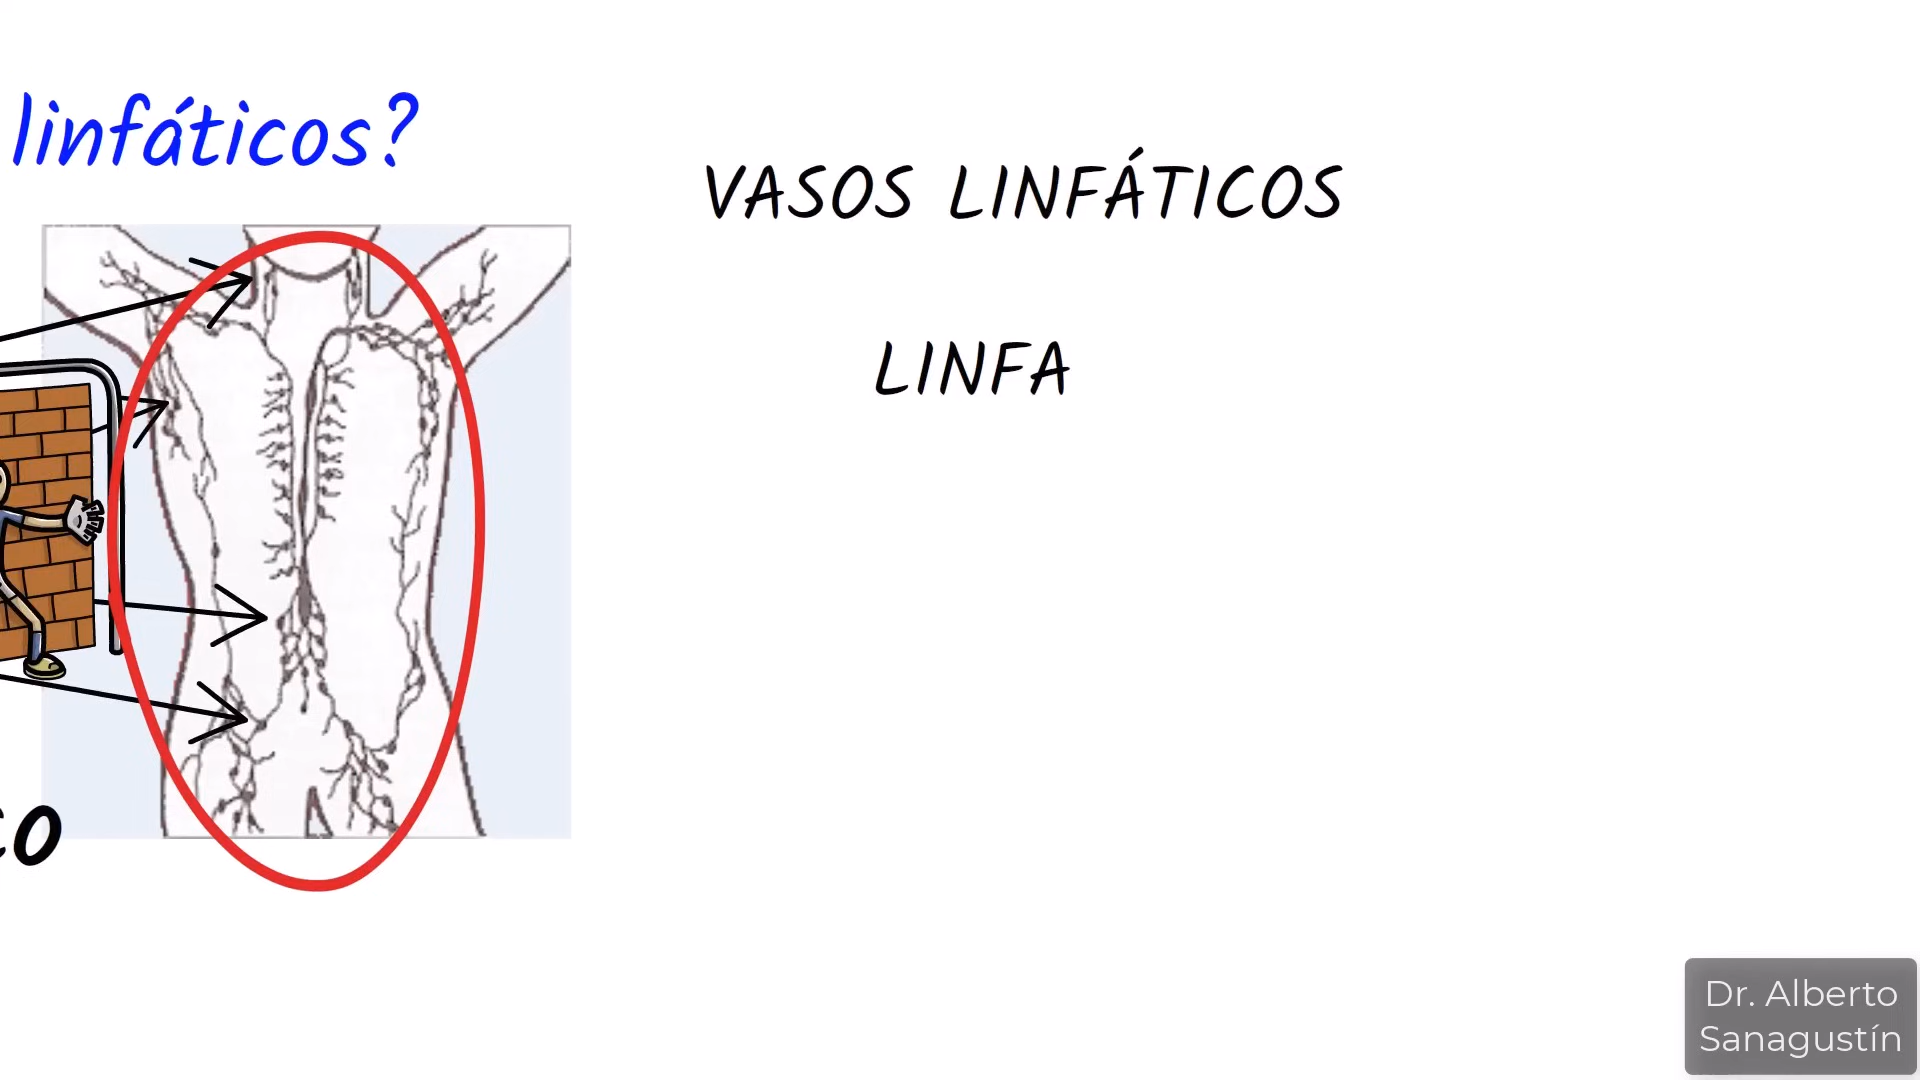 linfáticos?
VASOS LINFÁTICOS
LINFA
Dr. Alberto
Sanagustín